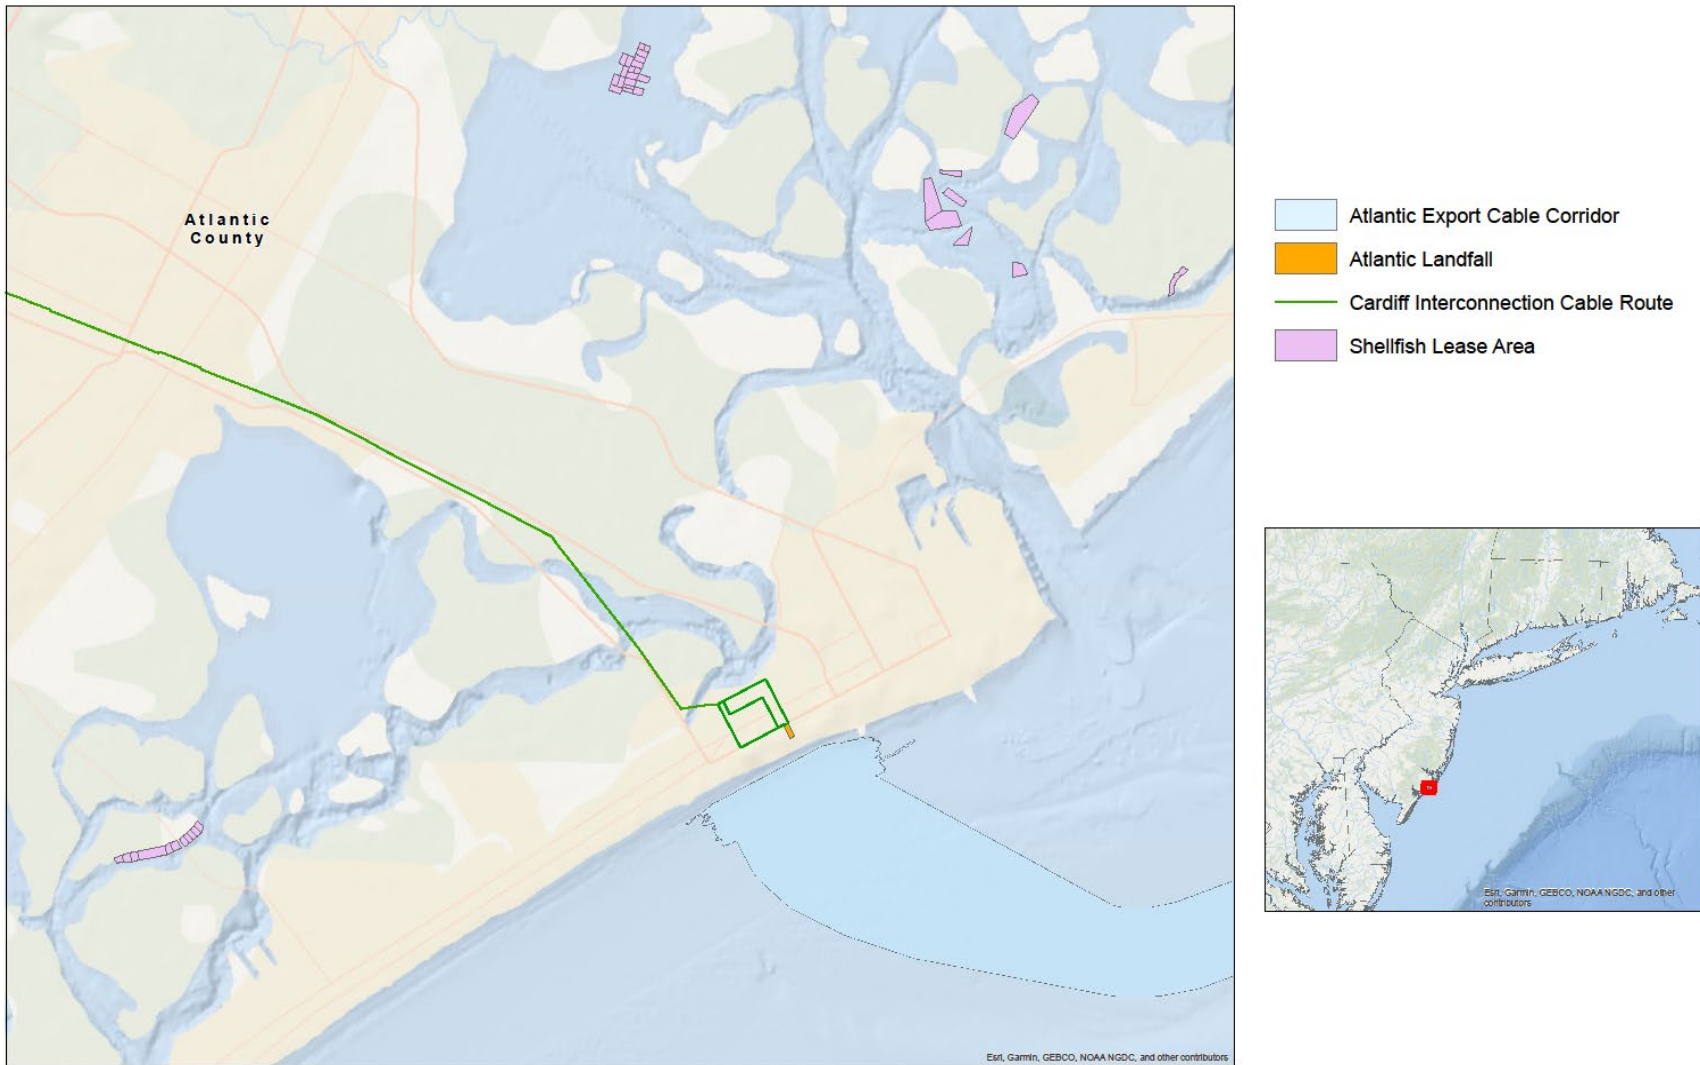 Atlantic
County
Esri, Garmin, GEBCO, NOAA NGDC, and other contributors
Atlantic Export Cable Corridor
Atlantic Landfall
Cardiff Interconnection Cable Route
Shellfish Lease Area
Esri, Garmin, GEBCO, NOAA NGDC, and other
contributors